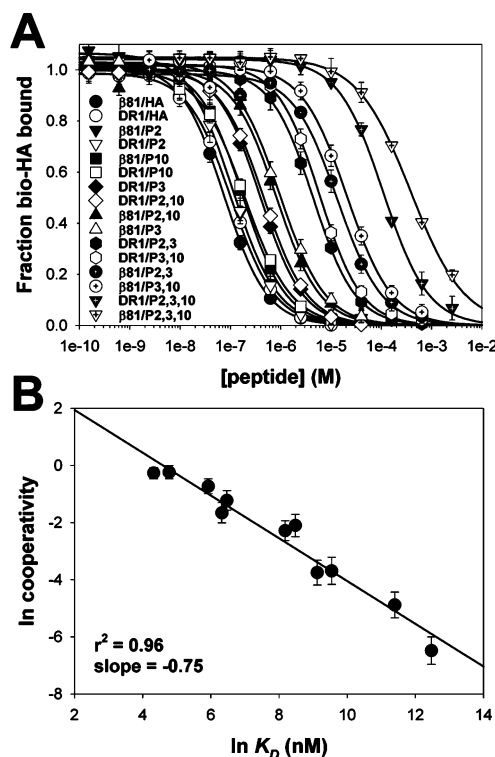 A
Fraction bio-HA bound
1.0
0.8
0.6
0.4
0.2
0.0
β81/HA
DR1/HA
β81/P2
DR1/P2
β81/P10
DR1/P10
DR1/P3
DR1/P2,10
β81/P2,10
β81/P3
DR1/P2,3
DR1/P3,10
β81/P2,3
β81/P3,10
DR1/P2,3,10
β81/P2,3,10
1e-10 1e-9 1e-8 1e-7 1e-6 1e-5 1e-4 1e-3 1e-2
[peptide] (M)
B
ln cooperativity
2
0
-2
-4
-6
-8
r² = 0.96
slope = -0.75
2 4 6 8 10 12 14
ln K_D (nM)